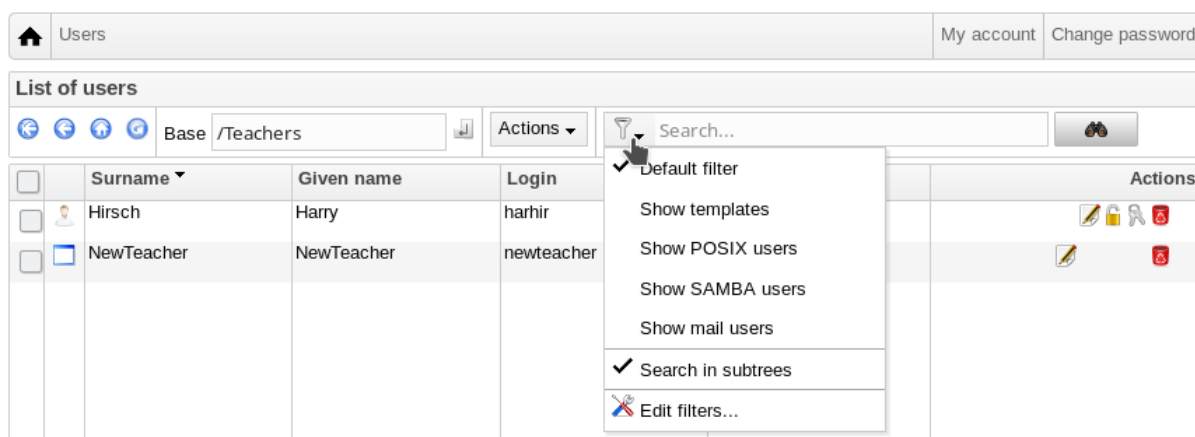 Users My account Change password
List of users
Base /Teachers Actions Search...
Surname Given name Login Actions
Hirsch Harry harhir
NewTeacher NewTeacher newteacher
Default filter
Show templates
Show POSIX users
Show SAMBA users
Show mail users
Search in subtrees
Edit filters...